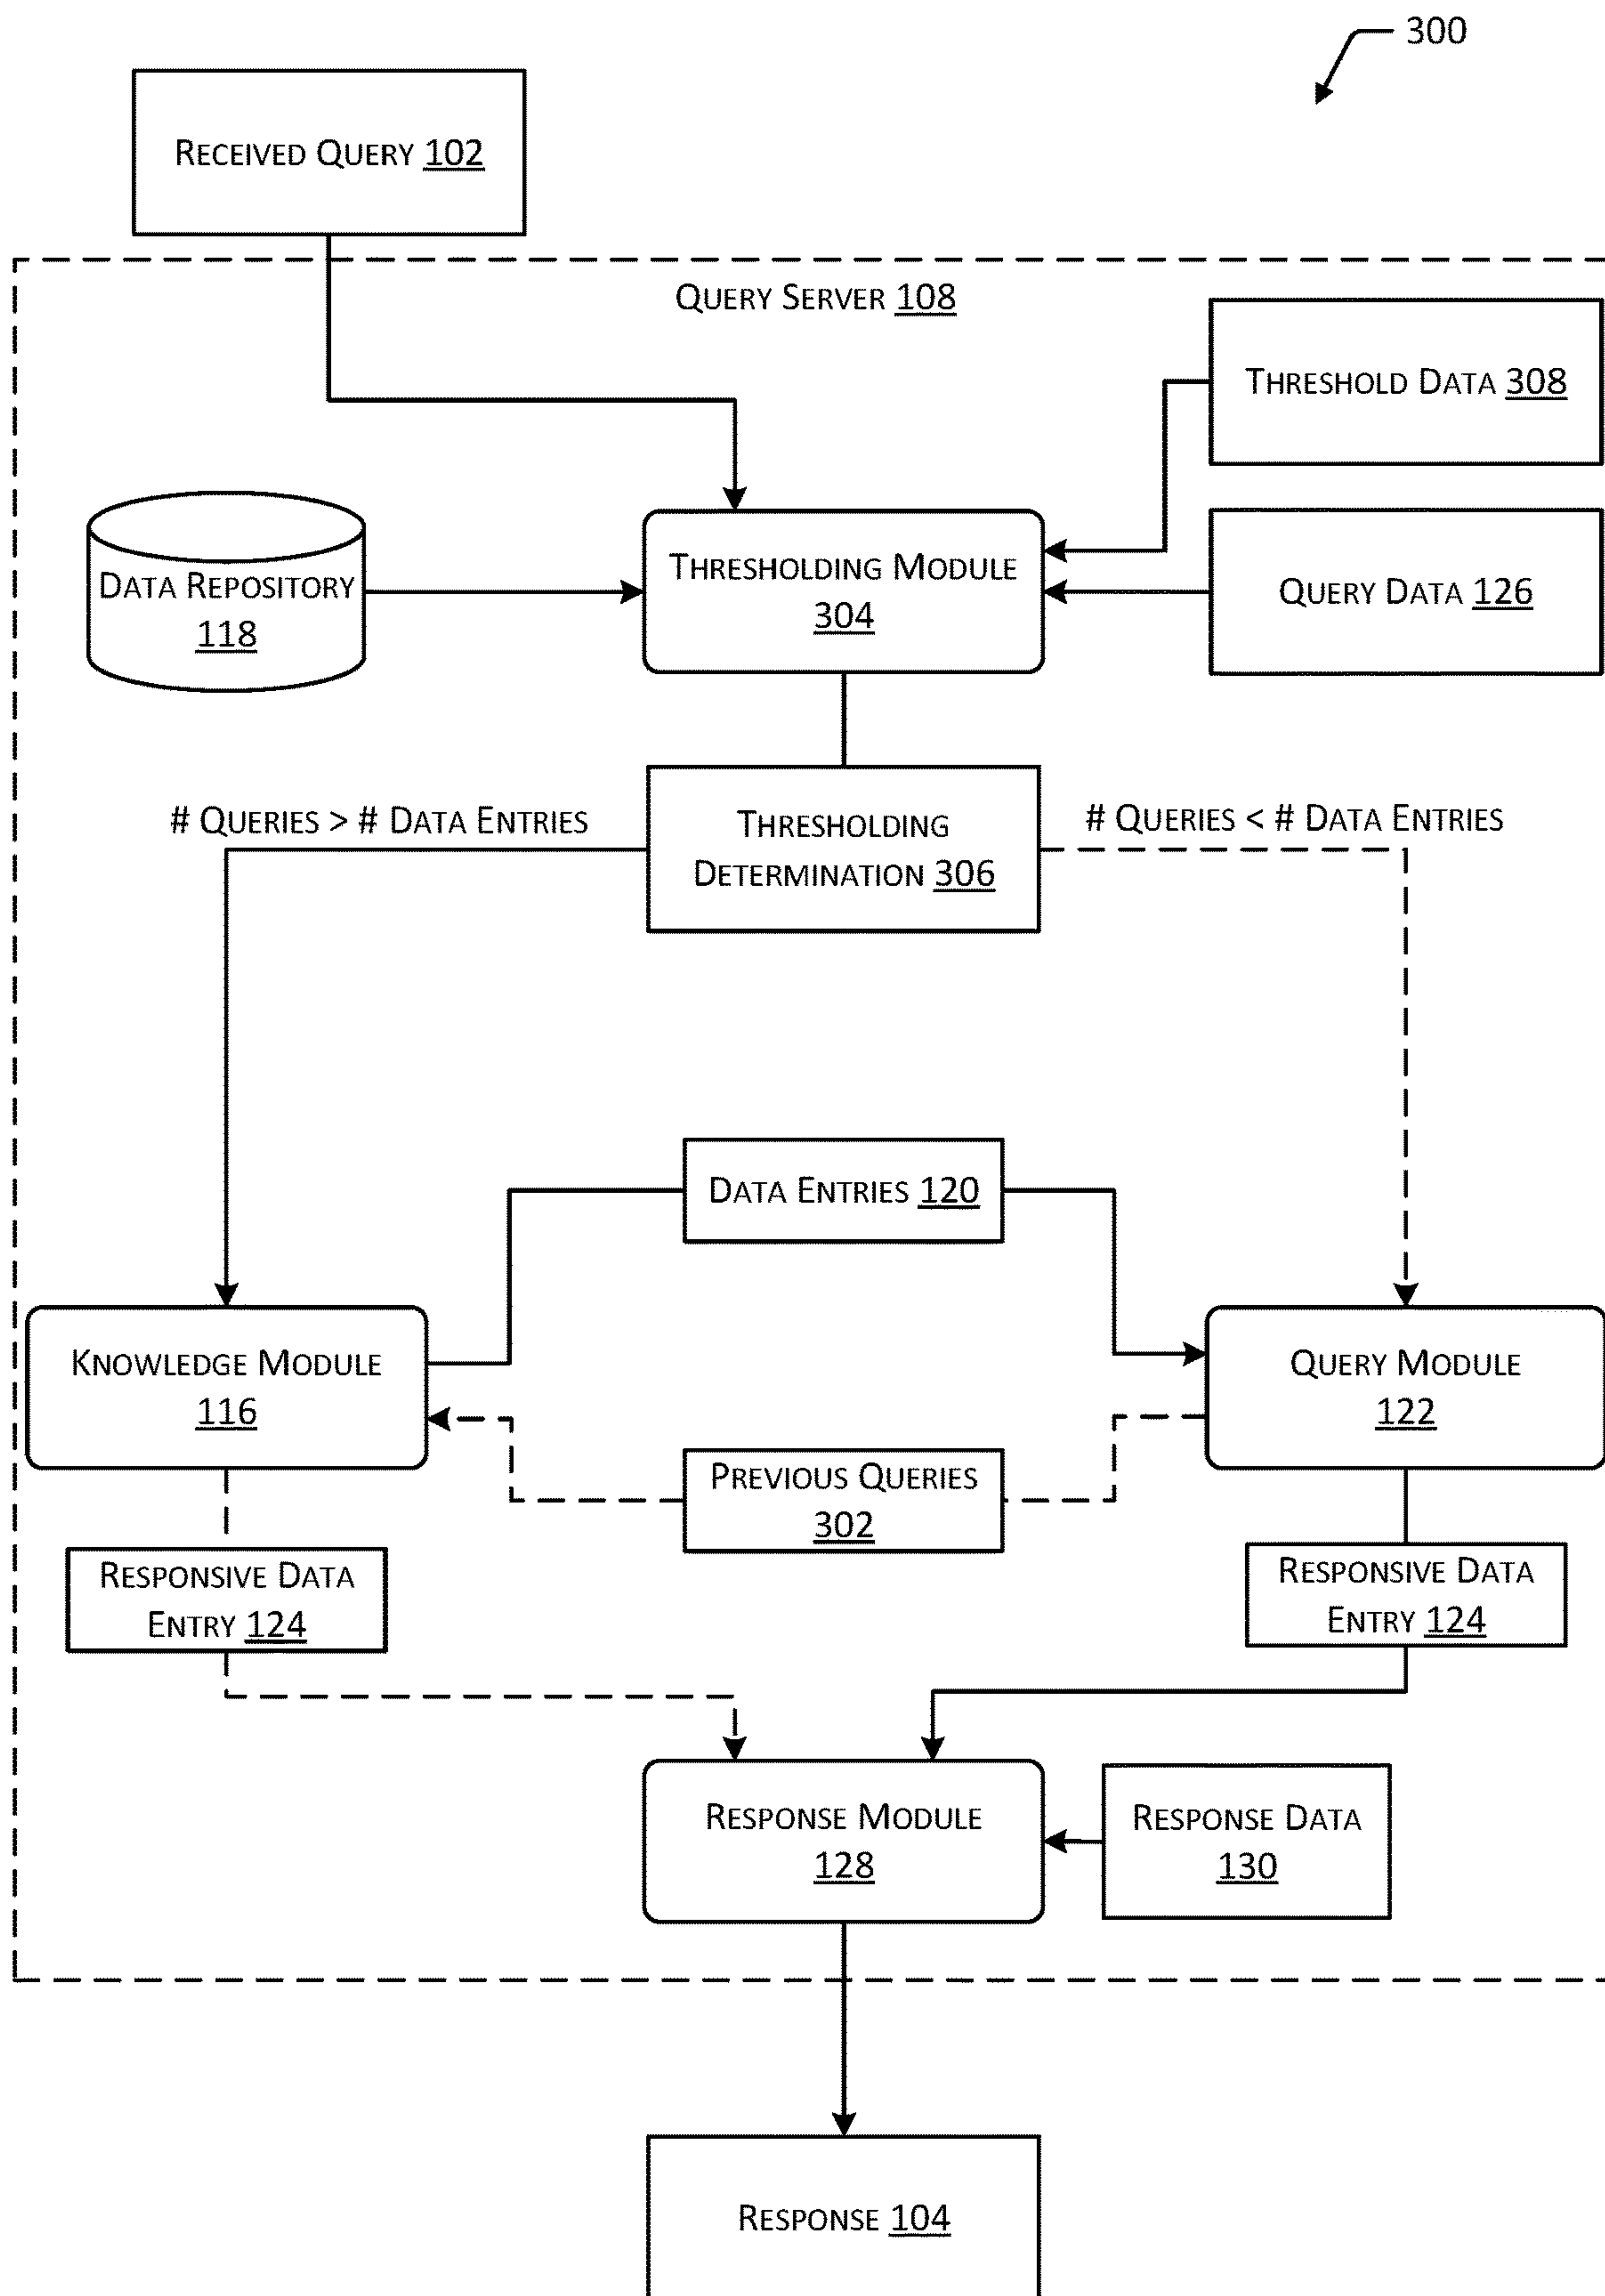 300
RECEIVED QUERY 102
QUERY SERVER 108
THRESHOLD DATA 308
DATA REPOSITORY
118
THRESHOLDING MODULE
304
QUERY DATA 126
# QUERIES > # DATA ENTRIES
THRESHOLDING
DETERMINATION 306
# QUERIES < # DATA ENTRIES
DATA ENTRIES 120
KNOWLEDGE MODULE
116
QUERY MODULE
122
PREVIOUS QUERIES
302
RESPONSIVE DATA
ENTRY 124
RESPONSIVE DATA
ENTRY 124
RESPONSE MODULE
128
RESPONSE DATA
130
RESPONSE 104